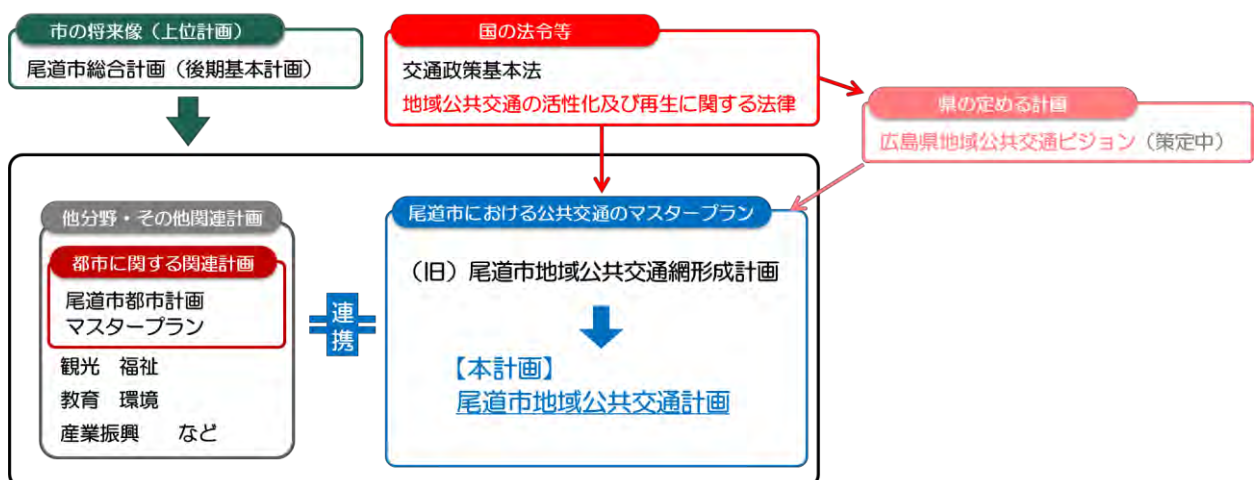 市の将来像（上位計画）
尾道市総合計画（後期基本計画）
国の法令等
交通政策基本法
地域公共交通の活性化及び再生に関する法律
県の定める計画
広島県地域公共交通ビジョン（策定中）
他分野・その他関連計画
都市に関する関連計画
尾道市都市計画
マスタープラン
観光　福祉
教育　環境
産業振興　など
連携
尾道市における公共交通のマスタープラン
（旧）尾道市地域公共交通網形成計画
【本計画】
尾道市地域公共交通計画